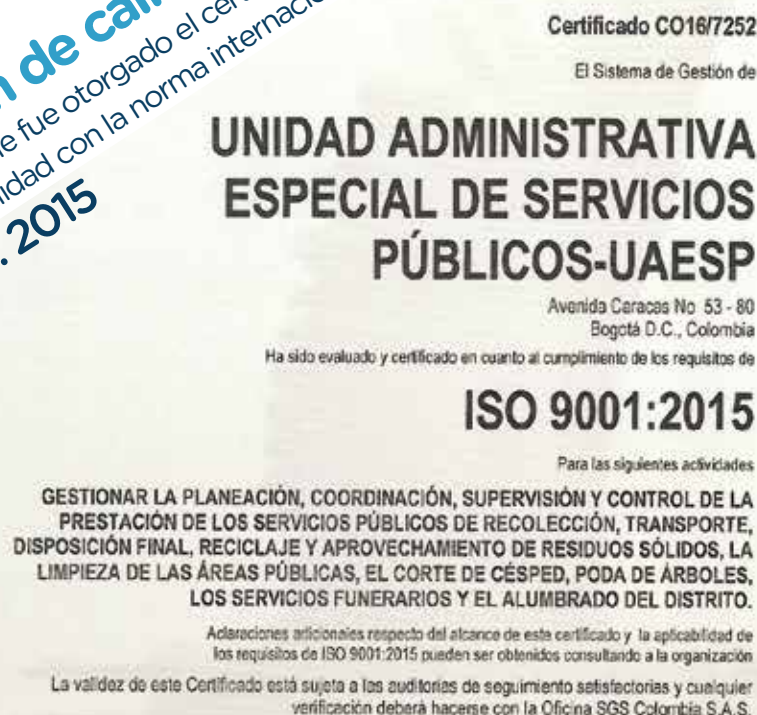 n de cali
e fue otorgado el cer
idad con la norma internacio
. 2015
Certificado CO16/7252
El Sistema de Gestión de
UNIDAD ADMINISTRATIVA
ESPECIAL DE SERVICIOS
PÚBLICOS-UAESP
Avenida Caracas No 53 - 80
Bogotá D.C., Colombia
Ha sido evaluado y certificado en cuanto al cumplimiento de los requisitos de
ISO 9001:2015
Para las siguientes actividades
GESTIONAR LA PLANEACIÓN, COORDINACIÓN, SUPERVISIÓN Y CONTROL DE LA
PRESTACIÓN DE LOS SERVICIOS PÚBLICOS DE RECOLECCIÓN, TRANSPORTE,
DISPOSICIÓN FINAL, RECICLAJE Y APROVECHAMIENTO DE RESIDUOS SÓLIDOS, LA
LIMPIEZA DE LAS ÁREAS PÚBLICAS, EL CORTE DE CÉSPED, PODA DE ÁRBOLES,
LOS SERVICIOS FUNERARIOS Y EL ALUMBRADO DEL DISTRITO.
Aclaraciones adicionales respecto del alcance de este certificado y la aplicabilidad de
los requisitos de ISO 9001:2015 pueden ser obtenidos consultando a la organización
La validez de este Certificado está sujeta a las auditorias de seguimiento satisfactorias y cualquier
verificación deberá hacerse con la Oficina SGS Colombia S.A.S.